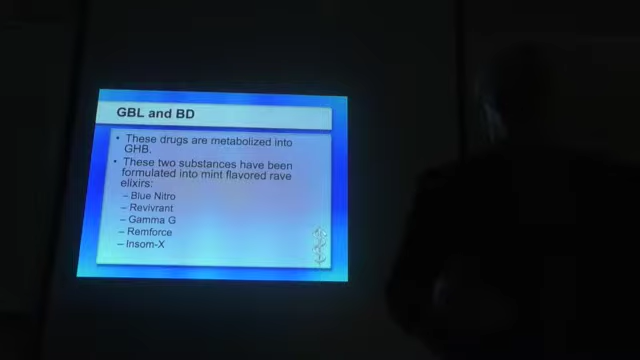 GBL and BD
• These drugs are metabolized into
GHB.
• These two substances have been
formulated into mint flavored rave
elixirs:
– Blue Nitro
– Revivrant
– Gamma G
– Remforce
– Insom-X